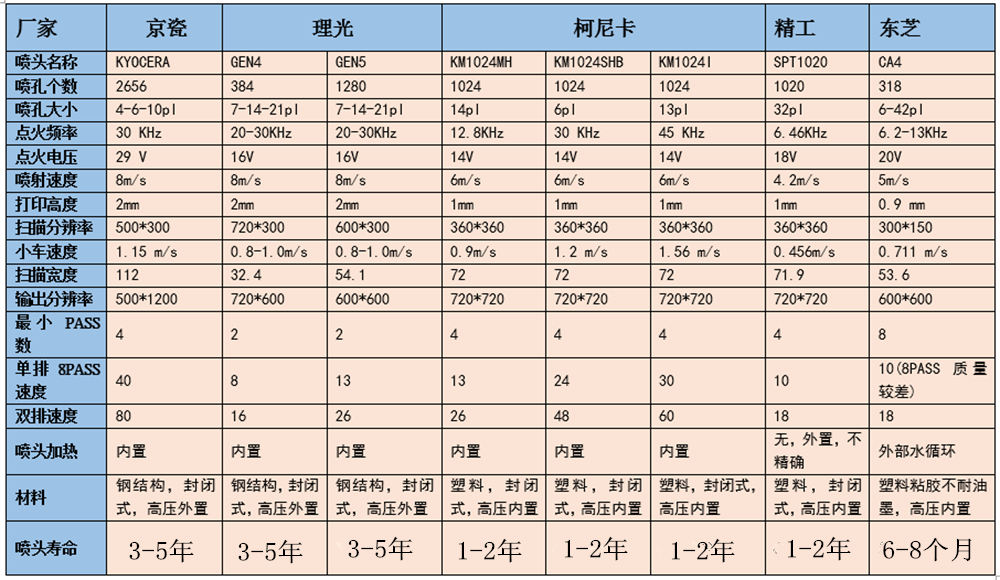 厂家 京瓷 理光 柯尼卡 精工 东芝
喷头名称 KYOCERA GEN4 GEN5 KM1024MH KM1024SHB KM1024I SPT1020 CA4
喷孔个数 2656 384 1280 1024 1024 1024 1020 318
喷孔大小 4-6-10pl 7-14-21pl 7-14-21pl 14pl 6pl 13pl 32pl 6-42pl
点火频率 30 KHz 20-30KHz 20-30KHz 12.8KHz 30 KHz 45 KHz 6.46KHz 6.2-13KHz
点火电压 29 V 16V 16V 14V 14V 14V 18V 20V
喷射速度 8m/s 8m/s 8m/s 6m/s 6m/s 6m/s 4.2m/s 5m/s
打印高度 2mm 2mm 2mm 1mm 1mm 1mm 1mm 0.9 mm
扫描分辨率 500*300 720*300 600*300 360*360 360*360 360*360 360*360 300*150
小车速度 1.15 m/s 0.8-1.0m/s 0.8-1.0m/s 0.9m/s 1.2 m/s 1.56 m/s 0.456m/s 0.711 m/s
扫描宽度 112 32.4 54.1 72 72 72 71.9 53.6
输出分辨率 500*1200 720*600 600*600 720*720 720*720 720*720 720*720 600*600
最小 PASS
数 4 2 2 4 4 4 4 8
单排 8PASS
速度 40 8 13 13 24 30 10 10(8PASS 质量
较差)
双排速度 80 16 26 26 48 60 18 18
喷头加热 内置 内置 内置 内置 内置 内置 无，外置，不
精确 外部水循环
材料 钢结构，封闭 钢结构，封闭 钢结构，封闭 塑料，封闭 塑料，封闭 塑料，封闭式， 塑料，封闭 塑料粘胶不耐油
式，高压外置 式，高压外置 式，高压外置 式，高压内置 式，高压内置 高压内置 式，高压内置 墨，高压内置
喷头寿命 3-5年 3-5年 3-5年 1-2年 1-2年 1-2年 1-2年 6-8个月